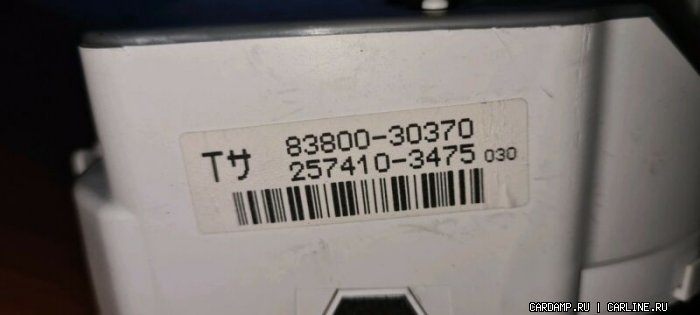 83800-30370
Tサ
257410-3475 030
CARDAMP.RU | CARLINE.RU